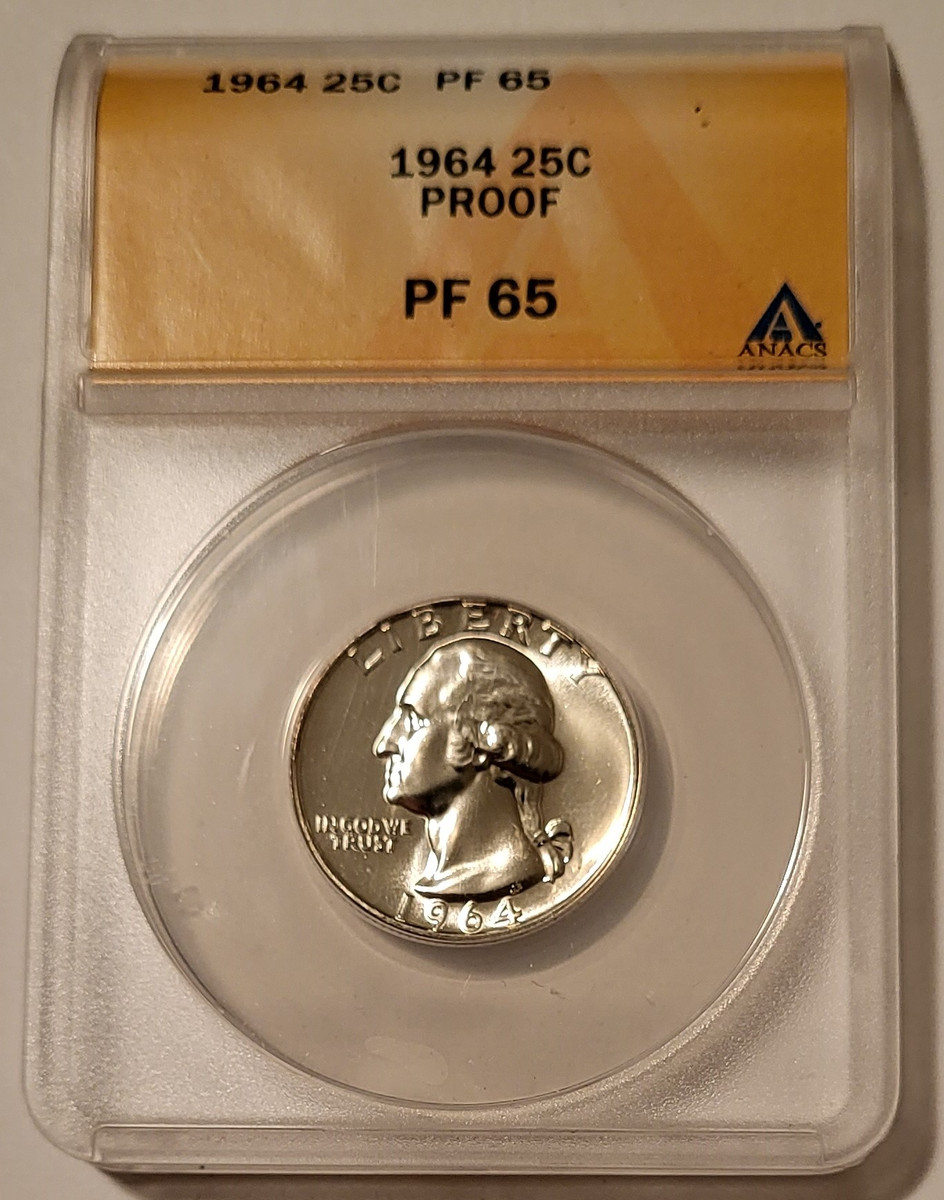 1964 25C PF 65
1964 25C
PROOF
PF 65
ANACS
LIBERTY
IN GOD WE
TRUST
1964